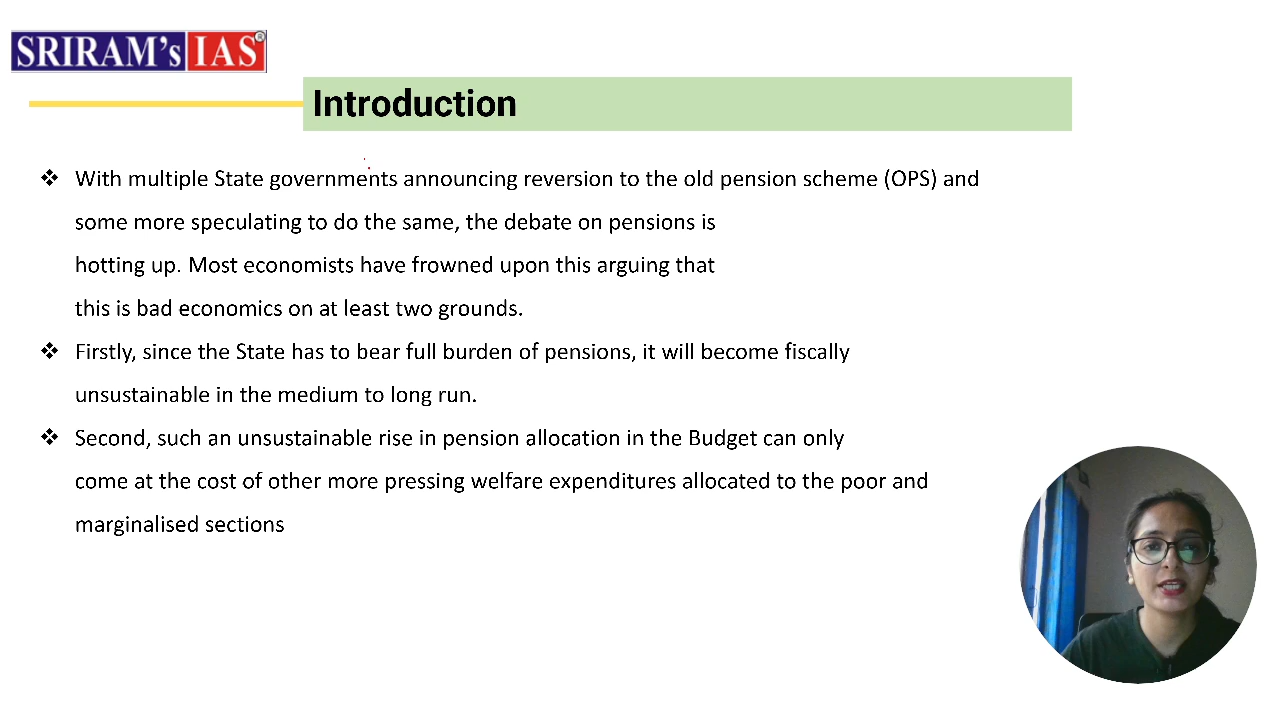 SRIRAM's IAS®
Introduction
❖ With multiple State governments announcing reversion to the old pension scheme (OPS) and
some more speculating to do the same, the debate on pensions is
hotting up. Most economists have frowned upon this arguing that
this is bad economics on at least two grounds.
❖ Firstly, since the State has to bear full burden of pensions, it will become fiscally
unsustainable in the medium to long run.
❖ Second, such an unsustainable rise in pension allocation in the Budget can only
come at the cost of other more pressing welfare expenditures allocated to the poor and
marginalised sections